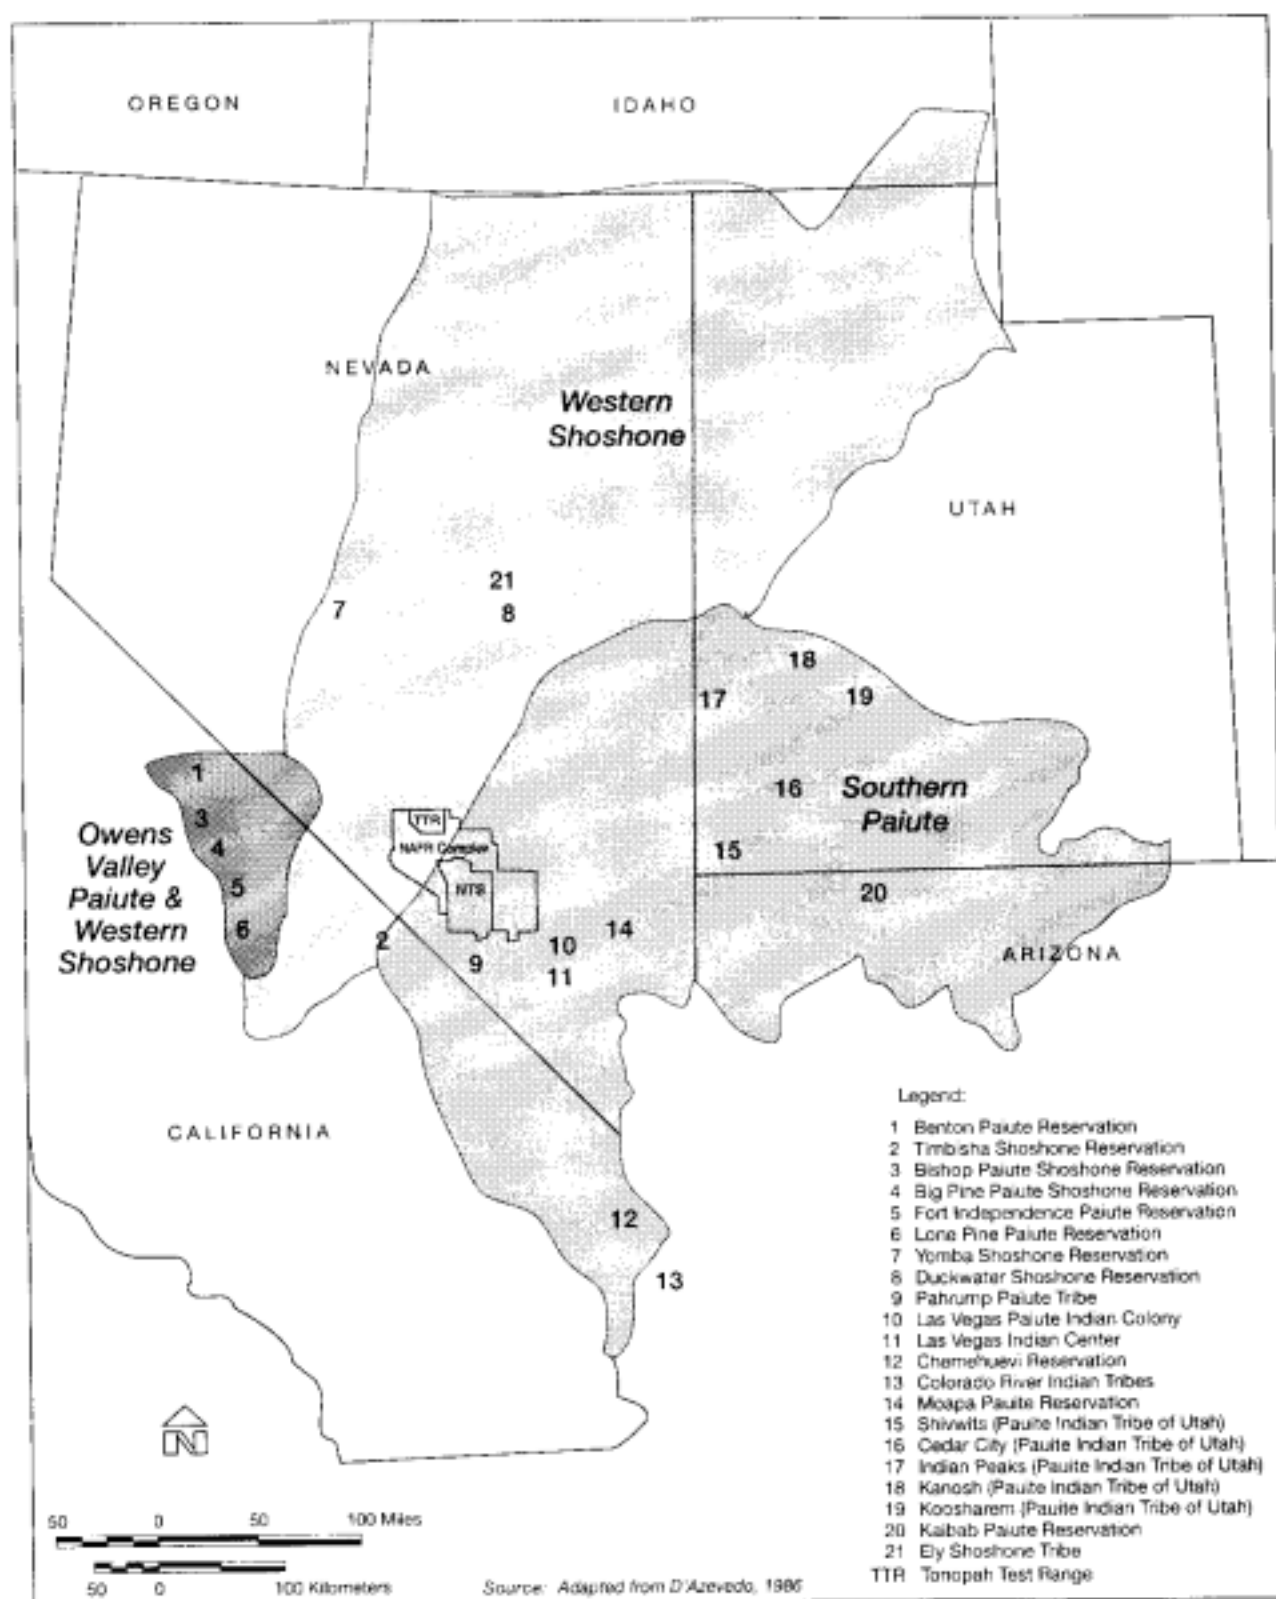 OREGON
IDAHO
NEVADA
Western
Shoshone
UTAH
21
7
8
18
17
19
1
16
Southern
Paiute
3
TTR
Owens
Valley
Paiute &
Western
Shoshone
4
NAFR Complex
15
5
NTS
20
6
2
14
10
9
11
ARIZONA
CALIFORNIA
12
13
Legend:
1 Benton Paiute Reservation
2 Timbisha Shoshone Reservation
3 Bishop Paiute Shoshone Reservation
4 Big Pine Paiute Shoshone Reservation
5 Fort Independence Paiute Reservation
6 Lone Pine Paiute Reservation
7 Yomba Shoshone Reservation
8 Duckwater Shoshone Reservation
9 Pahrump Paiute Tribe
10 Las Vegas Paiute Indian Colony
11 Las Vegas Indian Center
12 Chemehuevi Reservation
13 Colorado River Indian Tribes
14 Moapa Pauite Reservation
15 Shivwits (Pauite Indian Tribe of Utah)
16 Cedar City (Pauite Indian Tribe of Utah)
17 Indian Peaks (Pauite Indian Tribe of Utah)
18 Kanosh (Pauite Indian Tribe of Utah)
19 Koosharem (Pauite Indian Tribe of Utah)
20 Kaibab Paiute Reservation
21 Ely Shoshone Tribe
TTR Tonopah Test Range
N
50 0 50 100 Miles
50 0 100 Kilometers
Source: Adapted from D'Azevedo, 1986